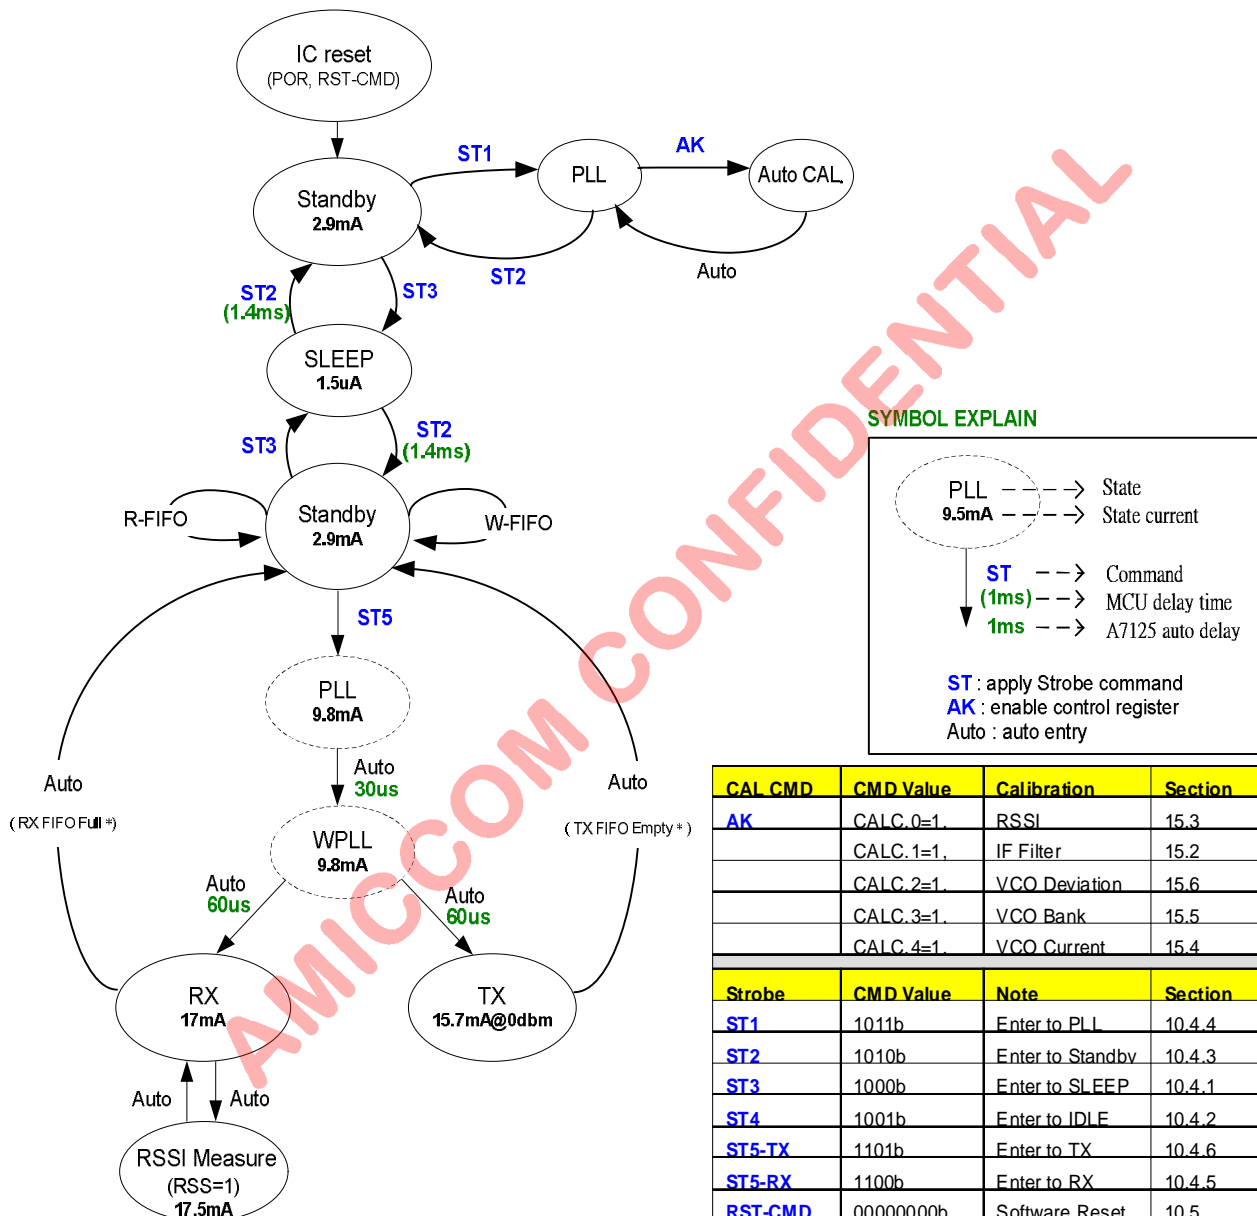 IC reset
(POR, RST-CMD)
ST1
AK
PLL
Auto CAL.
Standby
2.9mA
ST2
Auto
ST2
(1.4ms)
ST3
SLEEP
1.5uA
ST3
ST2
(1.4ms)
R-FIFO
Standby
2.9mA
W-FIFO
ST5
PLL
9.8mA
Auto
30us
Auto
(RX FIFO Full *)
Auto
(TX FIFO Empty *)
WPLL
9.8mA
Auto
60us
Auto
60us
RX
17mA
TX
15.7mA@0dbm
Auto
Auto
RSSI Measure
(RSS=1)
17.5mA
SYMBOL EXPLAIN
PLL
9.5mA
State
State current
ST
Command
(1ms)
MCU delay time
1ms
A7125 auto delay
ST : apply Strobe command
AK : enable control register
Auto : auto entry
CAL CMD CMD Value Calibration Section
AK CALC.0=1, RSSI 15.3
CALC.1=1, IF Filter 15.2
CALC.2=1, VCO Deviation 15.6
CALC.3=1, VCO Bank 15.5
CALC.4=1, VCO Current 15.4
Strobe CMD Value Note Section
ST1 1011b Enter to PLL 10.4.4
ST2 1010b Enter to Standby 10.4.3
ST3 1000b Enter to SLEEP 10.4.1
ST4 1001b Enter to IDLE 10.4.2
ST5-TX 1101b Enter to TX 10.4.6
ST5-RX 1100b Enter to RX 10.4.5
RST-CMD 00000000b Software Reset 10.5
AMICCOM CONFIDENTIAL